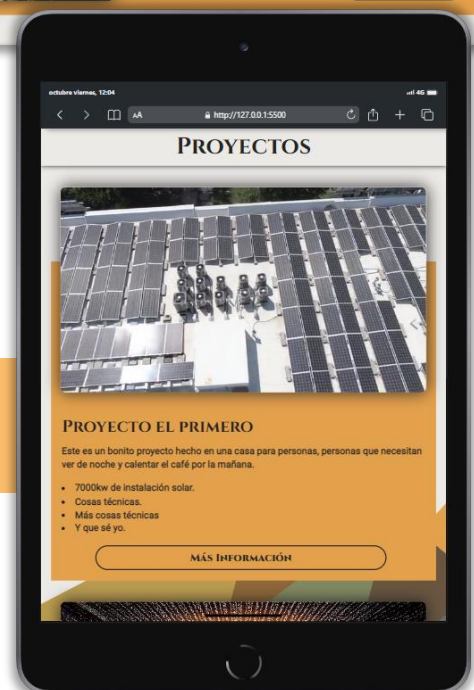 octubre viernes, 12:04
4G
AA
http://127.0.0.1:5500
Proyectos
Proyecto el primero
Este es un bonito proyecto hecho en una casa para personas, personas que necesitan
ver de noche y calentar el café por la mañana.
• 7000kw de instalación solar.
• Cosas técnicas.
• Más cosas técnicas
• Y que sé yo.
Más Información